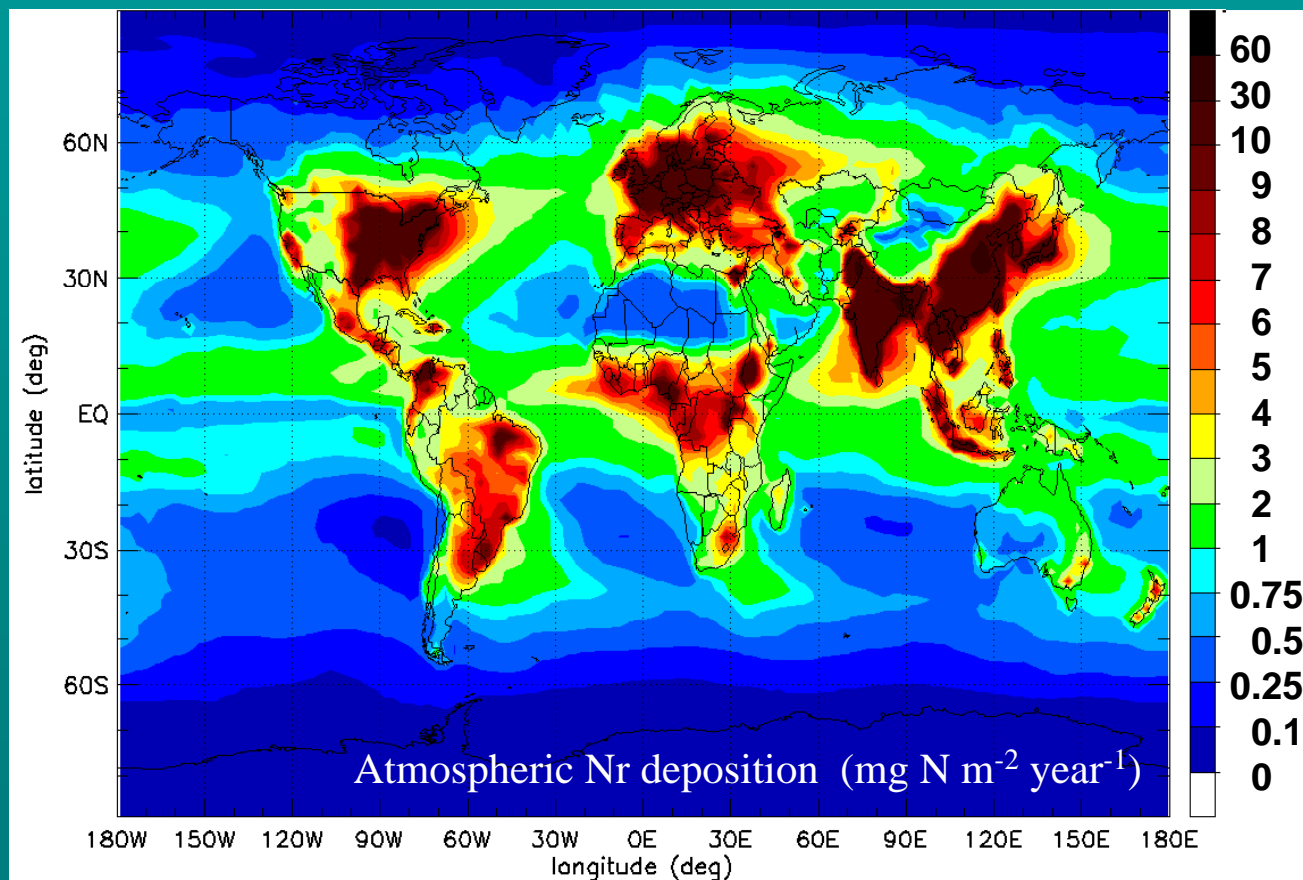 60
30
10
9
8
7
6
5
4
3
2
1
0.75
0.5
0.25
0.1
0
60N
30N
EQ
30S
60S
latitude (deg)
Atmospheric Nr deposition (mg N m⁻² year⁻¹)
180W 150W 120W 90W 60W 30W 0E 30E 60E 90E 120E 150E 180E
longitude (deg)